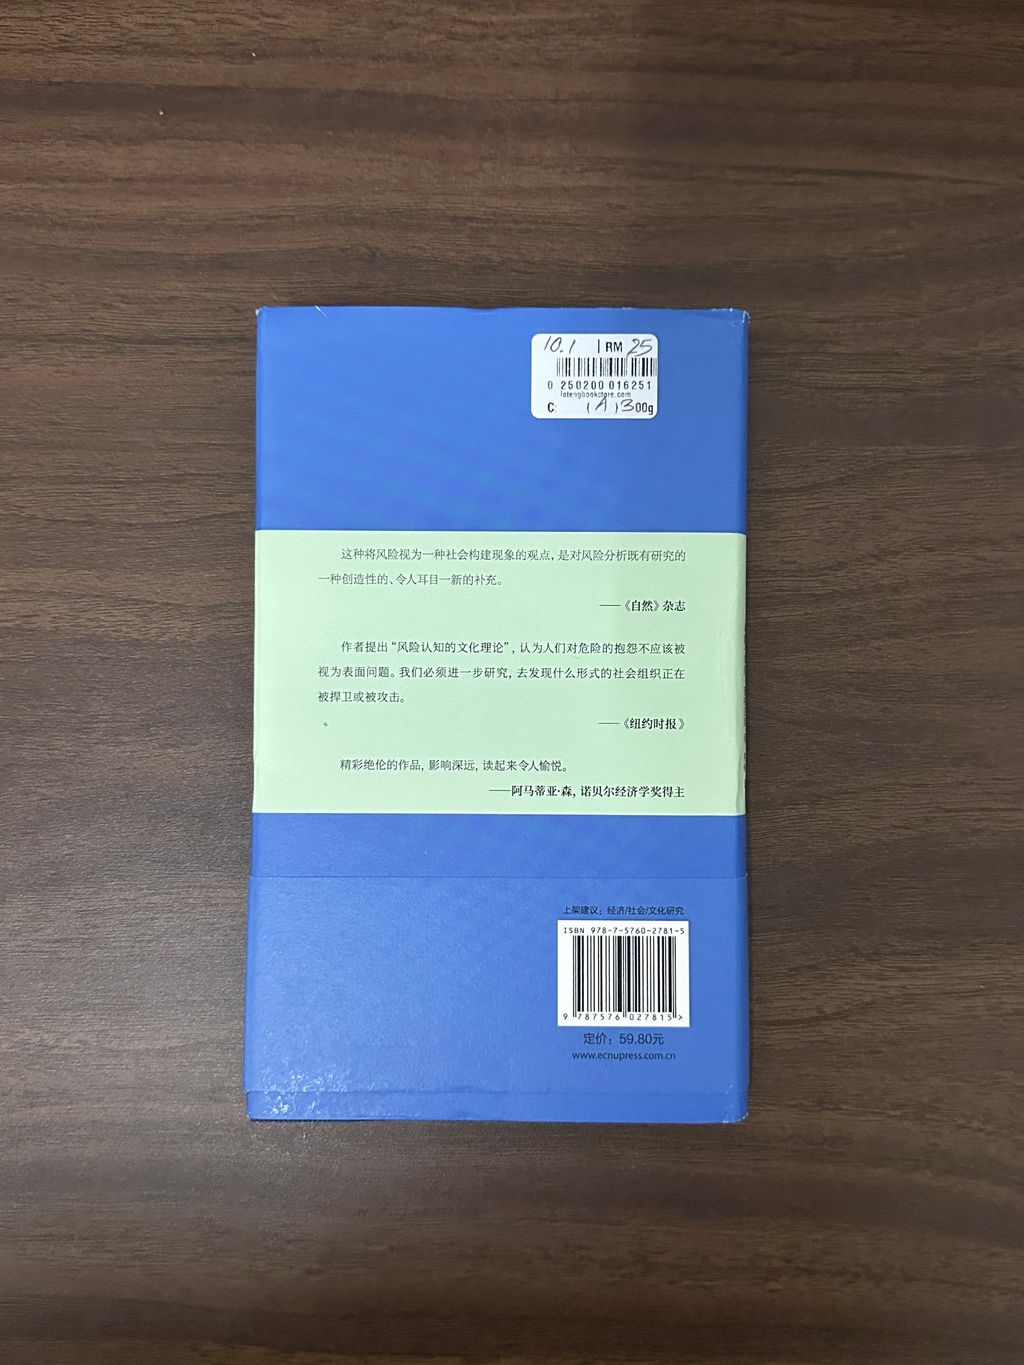 10.1 | RM 25
0 250200 016251
C: (A) 300g
这种将风险视为一种社会构建现象的观点，是对风险分析既有研究的
一种创造性的、令人耳目一新的补充。
——《自然》杂志
作者提出“风险认知的文化理论”，认为人们对危险的抱怨不应该被
视为表面问题。我们必须进一步研究，去发现什么形式的社会组织正在
被捍卫或被攻击。
——《纽约时报》
精彩绝伦的作品，影响深远，读起来令人愉悦。
——阿马蒂亚·森，诺贝尔经济学奖得主
上架建议：经济/社会/文化研究
ISBN 978-7-5760-2781-5
9 787576 027815 >
定价：59.80元
www.ecnupress.com.cn